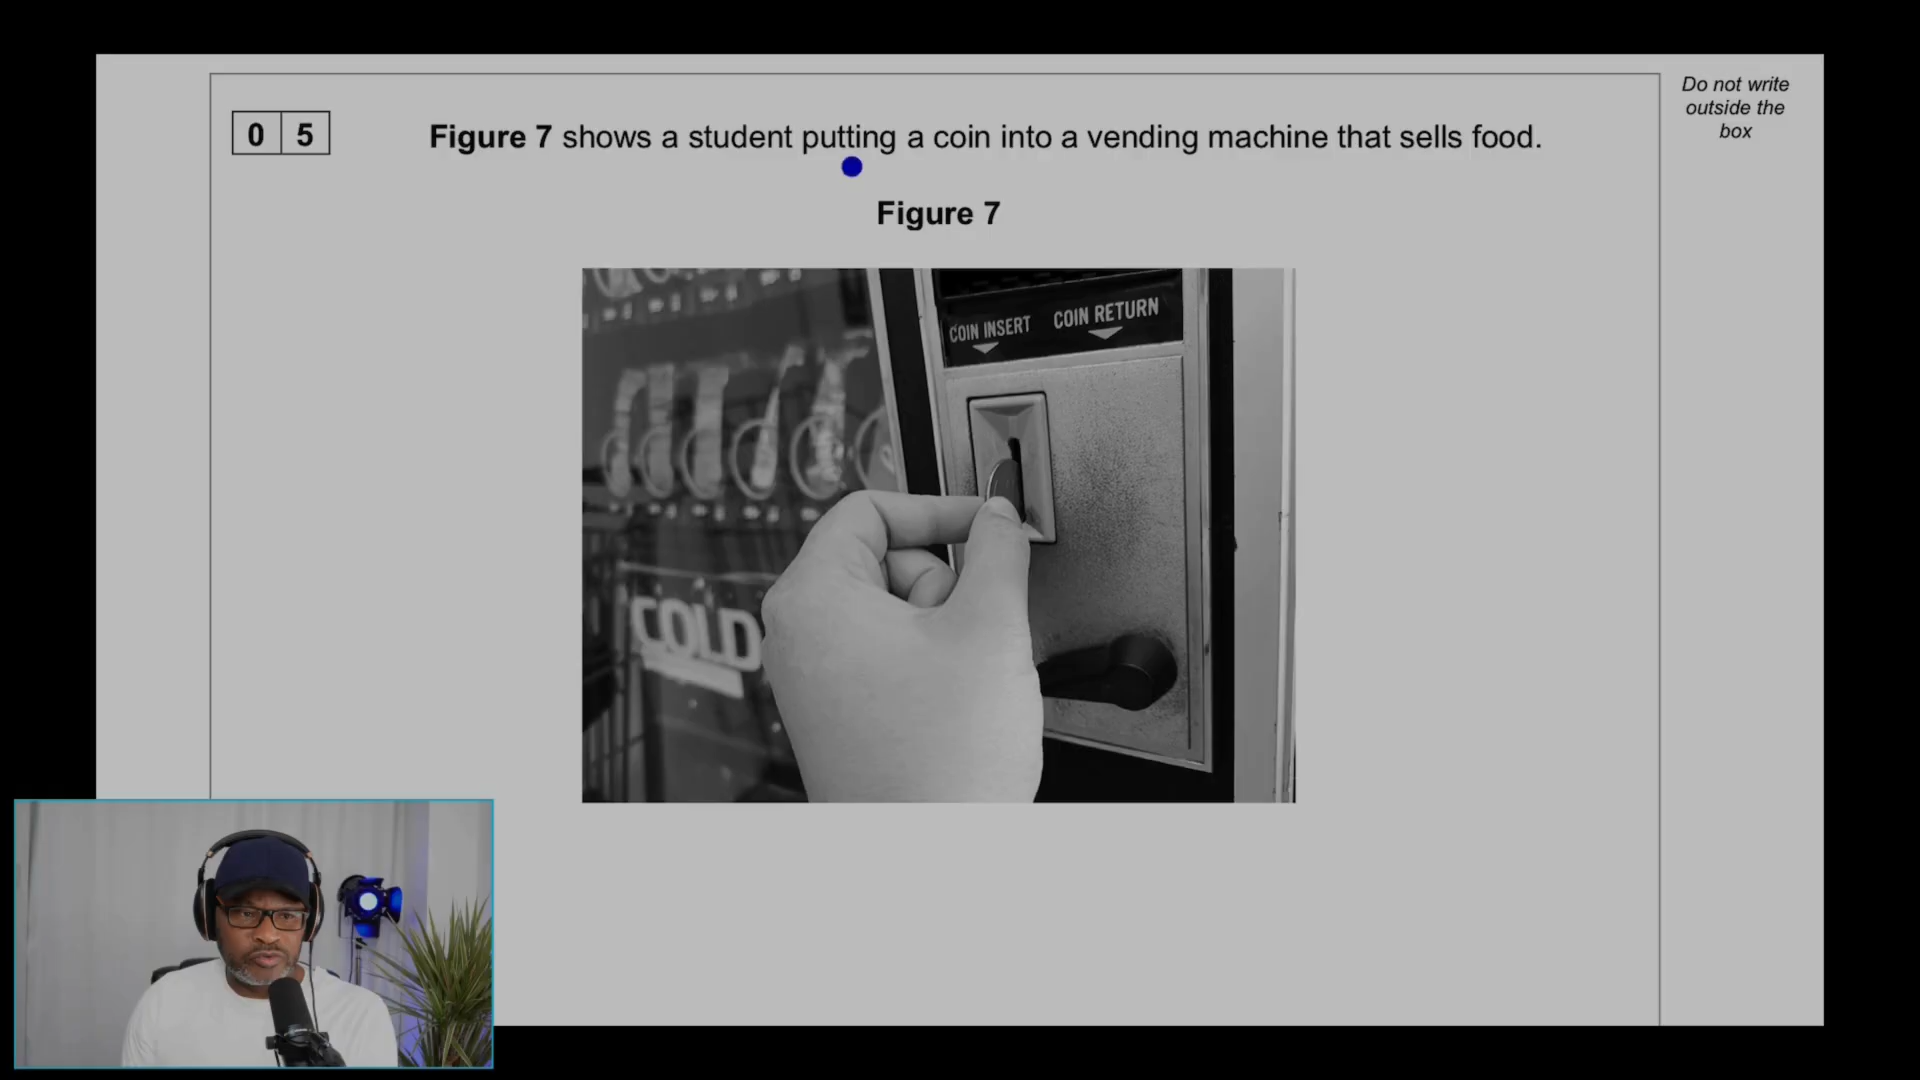 0 5
Figure 7 shows a student putting a coin into a vending machine that sells food.
Do not write
outside the
box
Figure 7
COIN INSERT
COIN RETURN
COLD